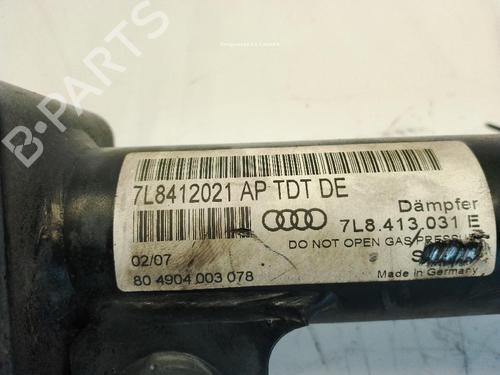 B-PARTS
7L8412021 AP TDT DE
Dämpfer
7L8.413.031 E
DO NOT OPEN GAS/PRESSURE
02/07
Made in Germany
80 4904 003 078